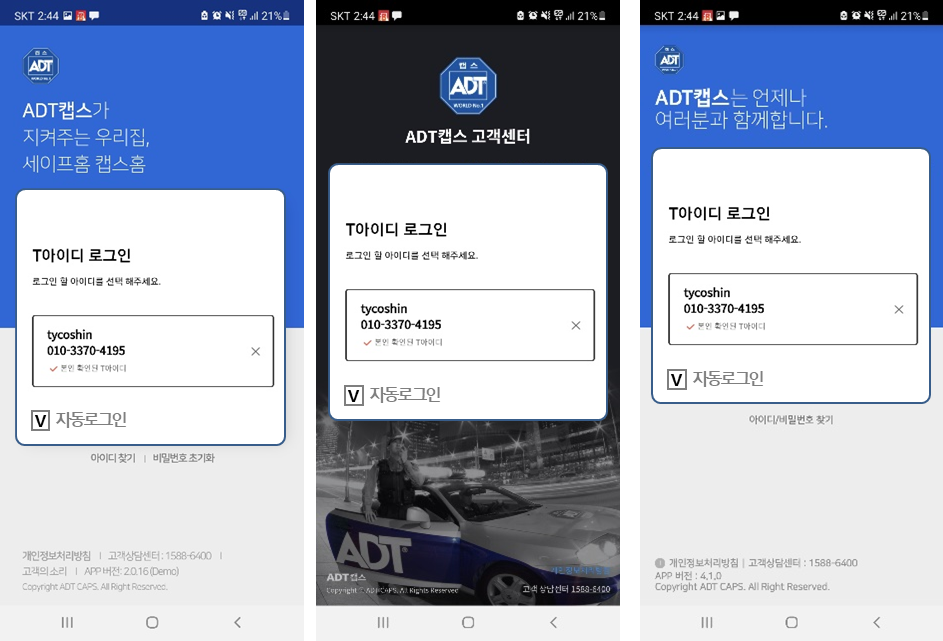 SKT 2:44
21%
캡스
ADT
WORLD No.1
ADT캡스가
지켜주는 우리집,
세이프홈 캡스홈
T아이디 로그인
로그인 할 아이디를 선택 해주세요.
tycoshin
010-3370-4195
본인 확인된 T아이디
V 자동로그인
아이디 찾기 | 비밀번호 초기화
개인정보처리방침 | 고객상담센터 : 1588-6400 |
고객의 소리 | APP 버전: 2.0.16 (Demo)
Copyright ADT CAPS. All Right Reserved.
SKT 2:44
21%
캡스
ADT
WORLD No.1
ADT캡스 고객센터
T아이디 로그인
로그인 할 아이디를 선택 해주세요.
tycoshin
010-3370-4195
본인 확인된 T아이디
V 자동로그인
ADT
ADT캡스
고객 상담센터 1588-6400
SKT 2:44
21%
캡스
ADT
ADT캡스는 언제나
여러분과 함께합니다.
T아이디 로그인
로그인 할 아이디를 선택 해주세요.
tycoshin
010-3370-4195
본인 확인된 T아이디
V 자동로그인
아이디/비밀번호 찾기
개인정보처리방침 | 고객상담센터 : 1588-6400
APP 버전 : 4.1.0
Copyright ADT CAPS. All Right Reserved.